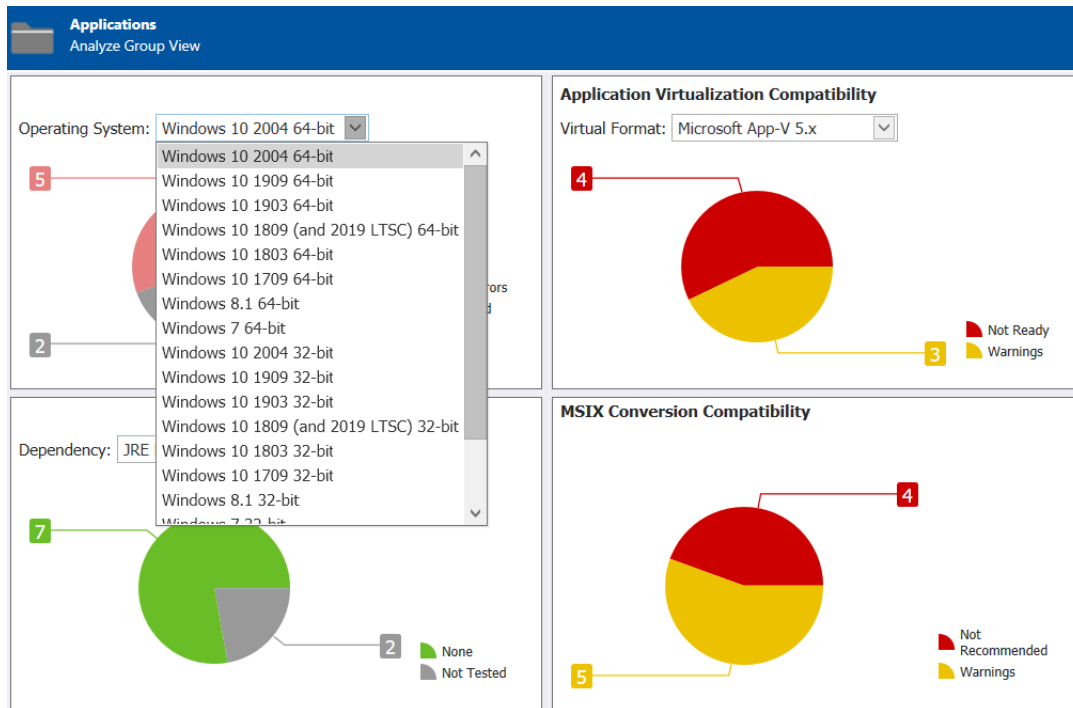 Applications
Analyze Group View
Operating System: Windows 10 2004 64-bit
Windows 10 2004 64-bit
Windows 10 1909 64-bit
Windows 10 1903 64-bit
Windows 10 1809 (and 2019 LTSC) 64-bit
Windows 10 1803 64-bit
Windows 10 1709 64-bit
Windows 8.1 64-bit
Windows 7 64-bit
Windows 10 2004 32-bit
Windows 10 1909 32-bit
Windows 10 1903 32-bit
Windows 10 1809 (and 2019 LTSC) 32-bit
Windows 10 1803 32-bit
Windows 10 1709 32-bit
Windows 8.1 32-bit
Windows 7 32-bit
5
2
rors
d
Application Virtualization Compatibility
Virtual Format: Microsoft App-V 5.x
4
3
Not Ready
Warnings
Dependency: JRE
7
2
None
Not Tested
MSIX Conversion Compatibility
4
5
Not
Recommended
Warnings